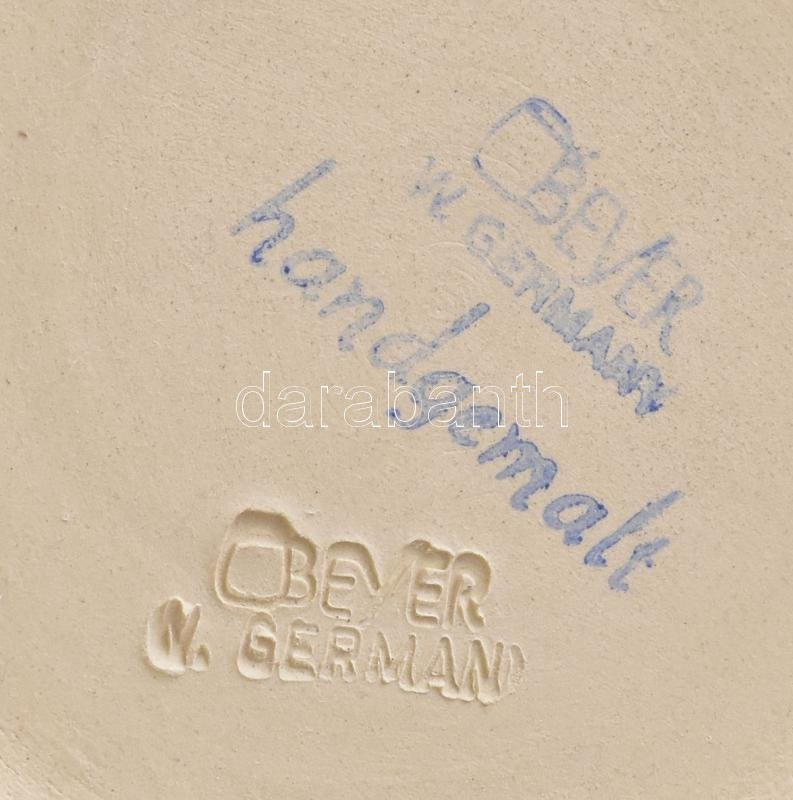 BEYER
W. GERMANY
handgemalt
darabanth
BEYER
W. GERMANY